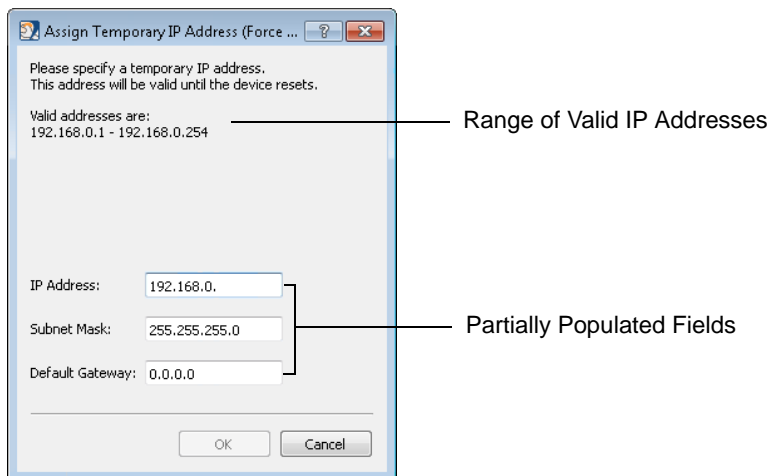 Assign Temporary IP Address (Force ...
Please specify a temporary IP address.
This address will be valid until the device resets.
Valid addresses are:
192.168.0.1 - 192.168.0.254
Range of Valid IP Addresses
IP Address: 192.168.0.
Subnet Mask: 255.255.255.0
Partially Populated Fields
Default Gateway: 0.0.0.0
OK Cancel